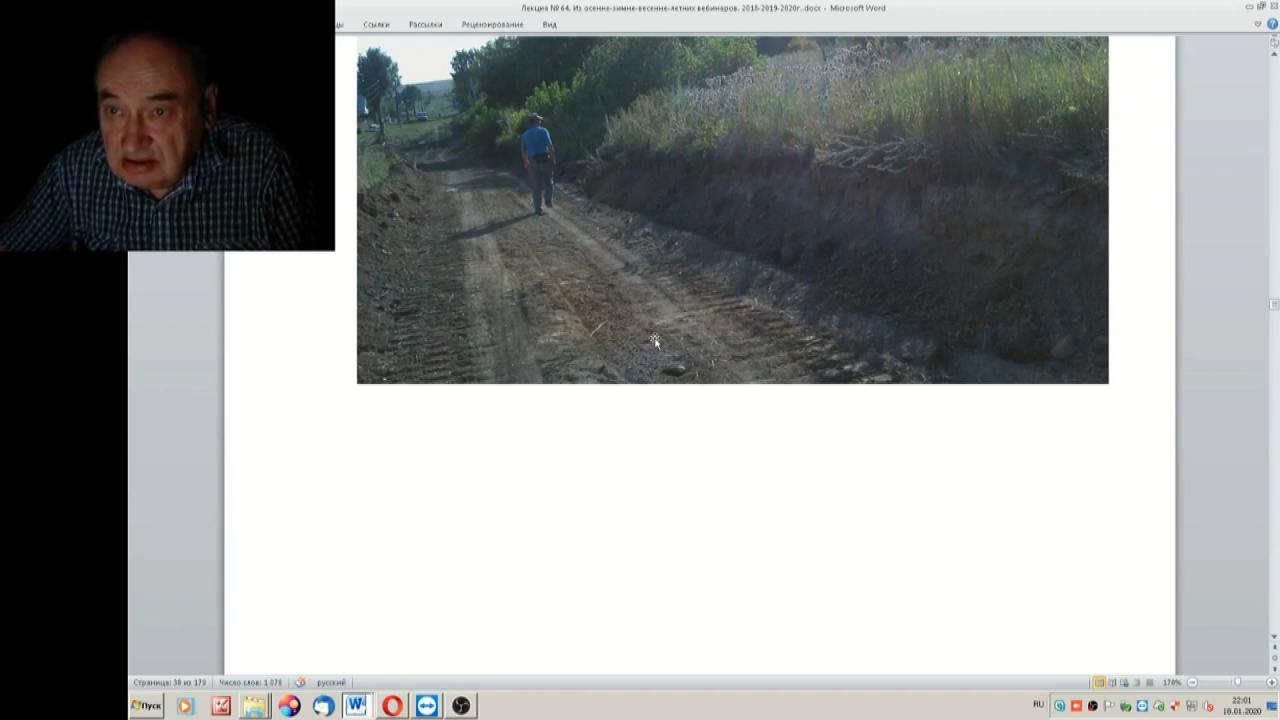 Лекция № 64. Из осенне-зимне-весенне-летних вебинаров. 2018-2019-2020г..docx - Microsoft Word
Ссылки Рассылки Рецензирование Вид
Страница: 38 из 173 Число слов: 1 078 русский 170%
Пуск RU 22:01
18.01.2020